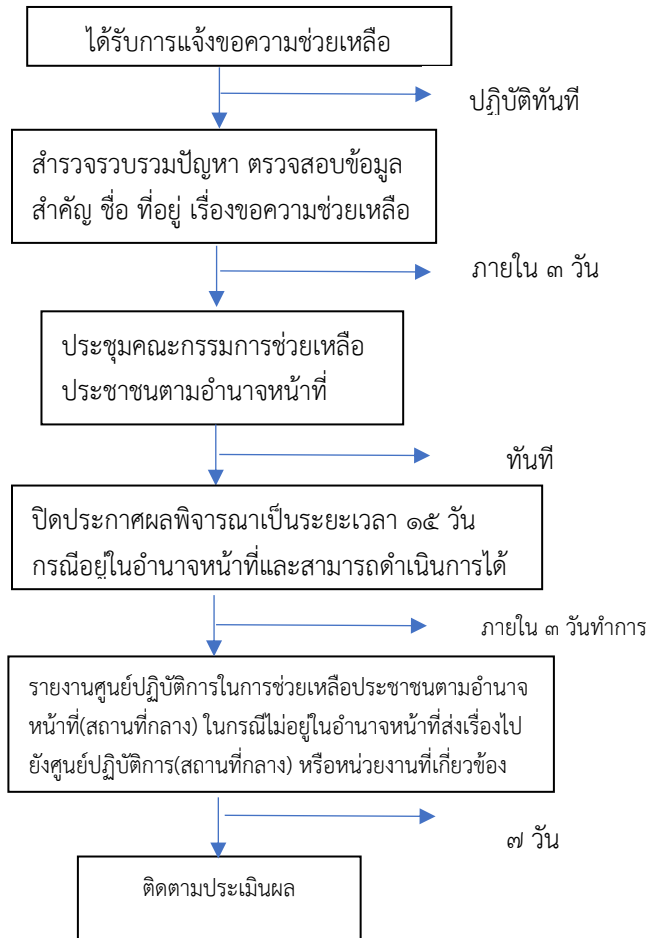 ได้รับการแจ้งขอความช่วยเหลือ
ปฏิบัติทันที
สำรวจรวบรวมปัญหา ตรวจสอบข้อมูล
สำคัญ ชื่อ ที่อยู่ เรื่องขอความช่วยเหลือ
ภายใน ๓ วัน
ประชุมคณะกรรมการช่วยเหลือ
ประชาชนตามอำนาจหน้าที่
ทันที
ปิดประกาศผลพิจารณาเป็นระยะเวลา ๑๕ วัน
กรณีอยู่ในอำนาจหน้าที่และสามารถดำเนินการได้
ภายใน ๓ วันทำการ
รายงานศูนย์ปฏิบัติการในการช่วยเหลือประชาชนตามอำนาจ
หน้าที่(สถานที่กลาง) ในกรณีไม่อยู่ในอำนาจหน้าที่ส่งเรื่องไป
ยังศูนย์ปฏิบัติการ(สถานที่กลาง) หรือหน่วยงานที่เกี่ยวข้อง
๗ วัน
ติดตามประเมินผล